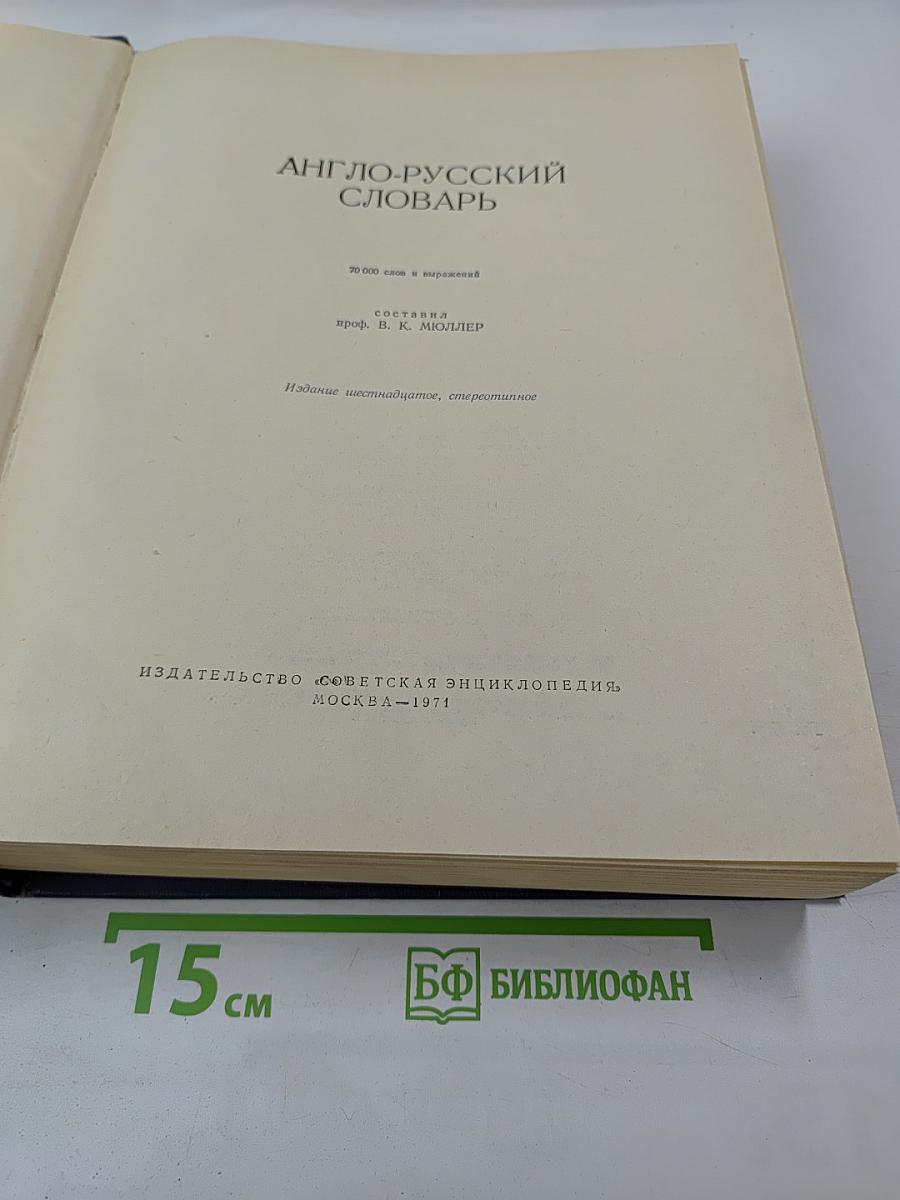 АНГЛО-РУССКИЙ
СЛОВАРЬ
70 000 слов и выражений
составил
проф. В. К. МЮЛЛЕР
Издание шестнадцатое, стереотипное
ИЗДАТЕЛЬСТВО «СОВЕТСКАЯ ЭНЦИКЛОПЕДИЯ»
МОСКВА—1971
15 см
БФ БИБЛИОФАН